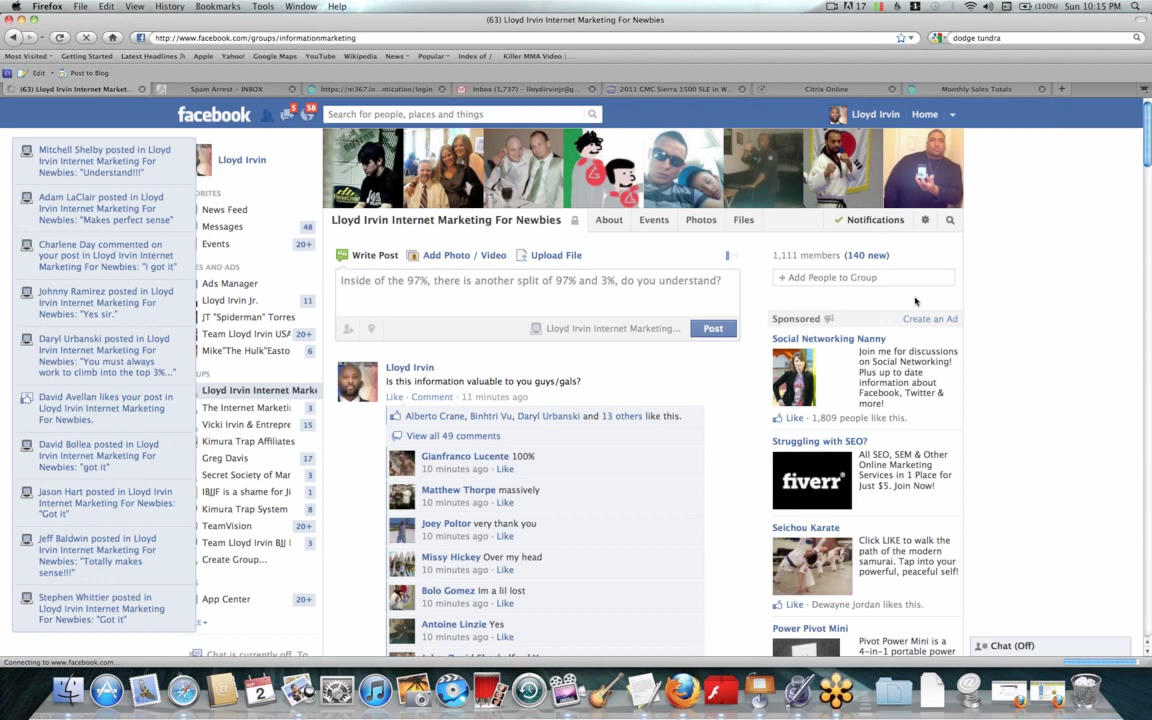 Firefox File Edit View History Bookmarks Tools Window Help 17 (100%) Sun 10:15 PM
(63) Lloyd Irvin Internet Marketing For Newbies
http://www.facebook.com/groups/informationmarketing dodge tundra
Most Visited Getting Started Latest Headlines Apple Yahoo! Google Maps YouTube Wikipedia News Popular Index of / Killer MMA Video | ...
Edit Post to Blog
(63) Lloyd Irvin Internet Market... Spam Arrest – INBOX https://m367.in...mtication/login Inbox (1,737) – lloydirvinjr@g... 2011 GMC Sierra 1500 SLE in W... Citrix Online Monthly Sales Totals
facebook 5 58 Search for people, places and things Lloyd Irvin Home
Mitchell Shelby posted in Lloyd
Irvin Internet Marketing For
Newbies: "Understand!!!"
Adam LaClair posted in Lloyd
Irvin Internet Marketing For
Newbies: "Makes perfect sense"
Charlene Day commented on
your post in Lloyd Irvin Internet
Marketing For Newbies: "I got it"
Johnny Ramirez posted in Lloyd
Irvin Internet Marketing For
Newbies: "Yes sir."
Daryl Urbanski posted in Lloyd
Irvin Internet Marketing For
Newbies: "You must always
work to climb into the top 3%..."
David Avellan likes your post in
Lloyd Irvin Internet Marketing
For Newbies.
David Bollea posted in Lloyd
Irvin Internet Marketing For
Newbies: "got it"
Jason Hart posted in Lloyd Irvin
Internet Marketing For Newbies:
"Got it"
Jeff Baldwin posted in Lloyd
Irvin Internet Marketing For
Newbies: "Totally makes
sense!!!"
Stephen Whittier posted in
Lloyd Irvin Internet Marketing
For Newbies: "Got it"
Lloyd Irvin
ORITES
News Feed
Messages 48
Events 20+
ES AND ADS
Ads Manager
Lloyd Irvin Jr. 11
JT "Spiderman" Torres
Team Lloyd Irvin USA 20+
Mike"The Hulk"Easto 6
UPS
Lloyd Irvin Internet Marke
The Internet Marketin 3
Vicki Irvin & Entrepre 15
Kimura Trap Affiliates
Greg Davis 17
Secret Society of Mar 3
IBJJF is a shame for Ji 1
Kimura Trap System 8
TeamVision 20+
Team Lloyd Irvin BJJ I 3
Create Group...
App Center 20+
Chat is currently off. To
Lloyd Irvin Internet Marketing For Newbies About Events Photos Files Notifications
Write Post Add Photo / Video Upload File
Inside of the 97%, there is another split of 97% and 3%, do you understand?
Lloyd Irvin Internet Marketing... Post
Lloyd Irvin
Is this information valuable to you guys/gals?
Like · Comment · 11 minutes ago
Alberto Crane, Binhtri Vu, Daryl Urbanski and 13 others like this.
View all 49 comments
Gianfranco Lucente 100%
10 minutes ago · Like
Matthew Thorpe massively
10 minutes ago · Like
Joey Poltor very thank you
10 minutes ago · Like
Missy Hickey Over my head
10 minutes ago · Like
Bolo Gomez Im a lil lost
10 minutes ago · Like
Antoine Linzie Yes
10 minutes ago · Like
1,111 members (140 new)
+ Add People to Group
Sponsored Create an Ad
Social Networking Nanny
Join me for discussions
on Social Networking!
Plus up to date
information about
Facebook, Twitter &
more!
Like · 1,809 people like this.
Struggling with SEO?
fiverr
All SEO, SEM & Other
Online Marketing
Services in 1 Place for
Just $5. Join Now!
Seichou Karate
Click LIKE to walk the
path of the modern
samurai. Tap into your
powerful, peaceful self!
Like · Dewayne Jordan likes this.
Power Pivot Mini
Pivot Power Mini is a
4-in-1 portable power
Chat (Off)
Connecting to www.facebook.com...
2